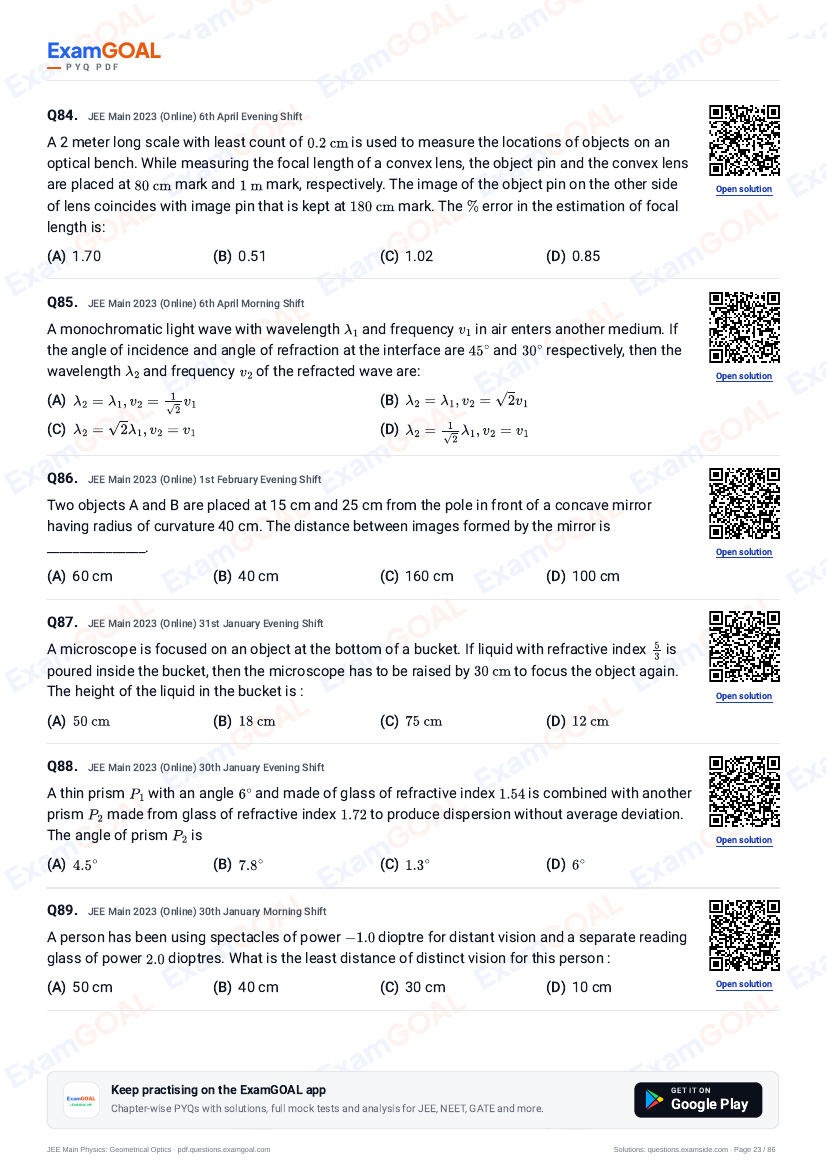 ExamGOAL
PYQ PDF
Q84. JEE Main 2023 (Online) 6th April Evening Shift
A 2 meter long scale with least count of 0.2 cm is used to measure the locations of objects on an
optical bench. While measuring the focal length of a convex lens, the object pin and the convex lens
are placed at 80 cm mark and 1 m mark, respectively. The image of the object pin on the other side
of lens coincides with image pin that is kept at 180 cm mark. The % error in the estimation of focal
length is:
(A) 1.70 (B) 0.51 (C) 1.02 (D) 0.85
Open solution
Q85. JEE Main 2023 (Online) 6th April Morning Shift
A monochromatic light wave with wavelength λ₁ and frequency v₁ in air enters another medium. If
the angle of incidence and angle of refraction at the interface are 45° and 30° respectively, then the
wavelength λ₂ and frequency v₂ of the refracted wave are:
(A) λ₂ = λ₁, v₂ = 1/√2 v₁ (B) λ₂ = λ₁, v₂ = √2v₁
(C) λ₂ = √2λ₁, v₂ = v₁ (D) λ₂ = 1/√2 λ₁, v₂ = v₁
Open solution
Q86. JEE Main 2023 (Online) 1st February Evening Shift
Two objects A and B are placed at 15 cm and 25 cm from the pole in front of a concave mirror
having radius of curvature 40 cm. The distance between images formed by the mirror is
______________.
(A) 60 cm (B) 40 cm (C) 160 cm (D) 100 cm
Open solution
Q87. JEE Main 2023 (Online) 31st January Evening Shift
A microscope is focused on an object at the bottom of a bucket. If liquid with refractive index 5/3 is
poured inside the bucket, then the microscope has to be raised by 30 cm to focus the object again.
The height of the liquid in the bucket is :
(A) 50 cm (B) 18 cm (C) 75 cm (D) 12 cm
Open solution
Q88. JEE Main 2023 (Online) 30th January Evening Shift
A thin prism P₁ with an angle 6° and made of glass of refractive index 1.54 is combined with another
prism P₂ made from glass of refractive index 1.72 to produce dispersion without average deviation.
The angle of prism P₂ is
(A) 4.5° (B) 7.8° (C) 1.3° (D) 6°
Open solution
Q89. JEE Main 2023 (Online) 30th January Morning Shift
A person has been using spectacles of power −1.0 dioptre for distant vision and a separate reading
glass of power 2.0 dioptres. What is the least distance of distinct vision for this person :
(A) 50 cm (B) 40 cm (C) 30 cm (D) 10 cm
Open solution
ExamGOAL
Keep practising on the ExamGOAL app
Chapter-wise PYQs with solutions, full mock tests and analysis for JEE, NEET, GATE and more.
GET IT ON
Google Play
JEE Main Physics: Geometrical Optics · pdf.questions.examgoal.com Solutions: questions.examside.com · Page 23 / 86